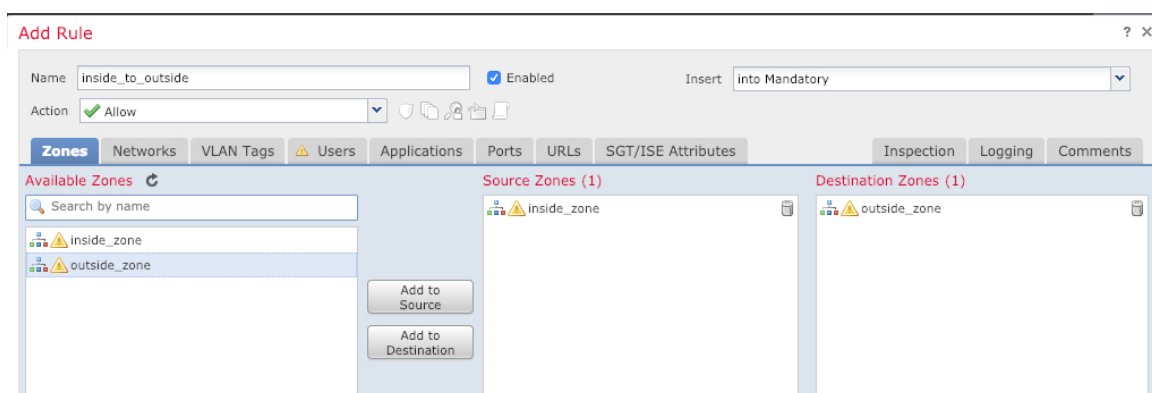 Add Rule ? ×
Name inside_to_outside Enabled Insert into Mandatory
Action Allow
Zones Networks VLAN Tags Users Applications Ports URLs SGT/ISE Attributes Inspection Logging Comments
Available Zones Source Zones (1) Destination Zones (1)
Search by name inside_zone outside_zone
inside_zone
outside_zone
Add to
Source
Add to
Destination